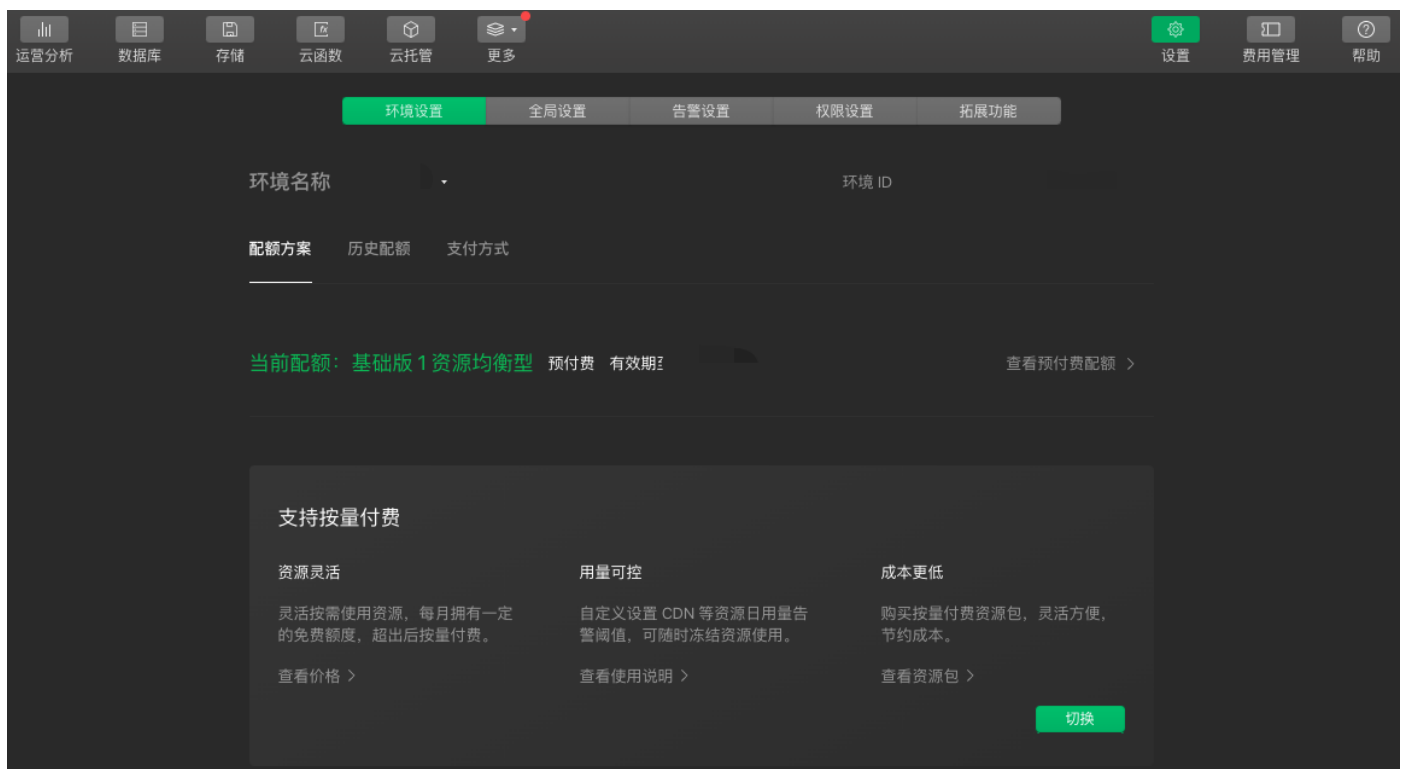 运营分析 数据库 存储 云函数 云托管 更多 设置 费用管理 帮助
环境设置 全局设置 告警设置 权限设置 拓展功能
环境名称 环境 ID
配额方案 历史配额 支付方式
当前配额：基础版 1 资源均衡型 预付费 有效期至 查看预付费配额
支持按量付费
资源灵活 用量可控 成本更低
灵活按需使用资源，每月拥有一定 自定义设置 CDN 等资源日用量告 购买按量付费资源包，灵活方便，
的免费额度，超出后按量付费。 警阈值，可随时冻结资源使用。 节约成本。
查看价格 查看使用说明 查看资源包
切换